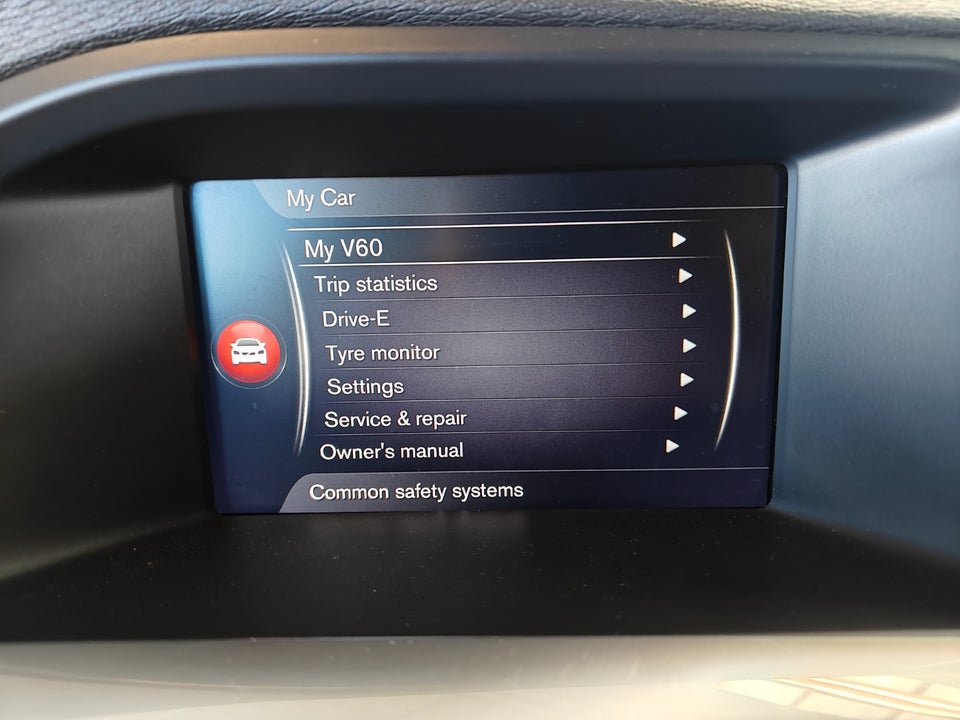 My Car
My V60
Trip statistics
Drive-E
Tyre monitor
Settings
Service & repair
Owner's manual
Common safety systems